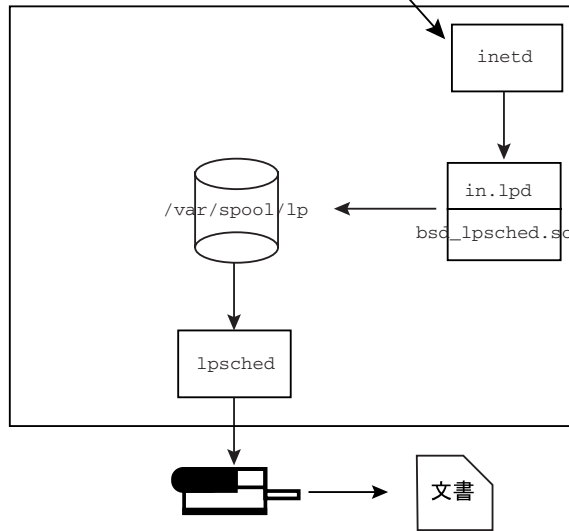 inetd
in.lpd
/var/spool/lp
bsd_lpsched.so
lpsched
文書